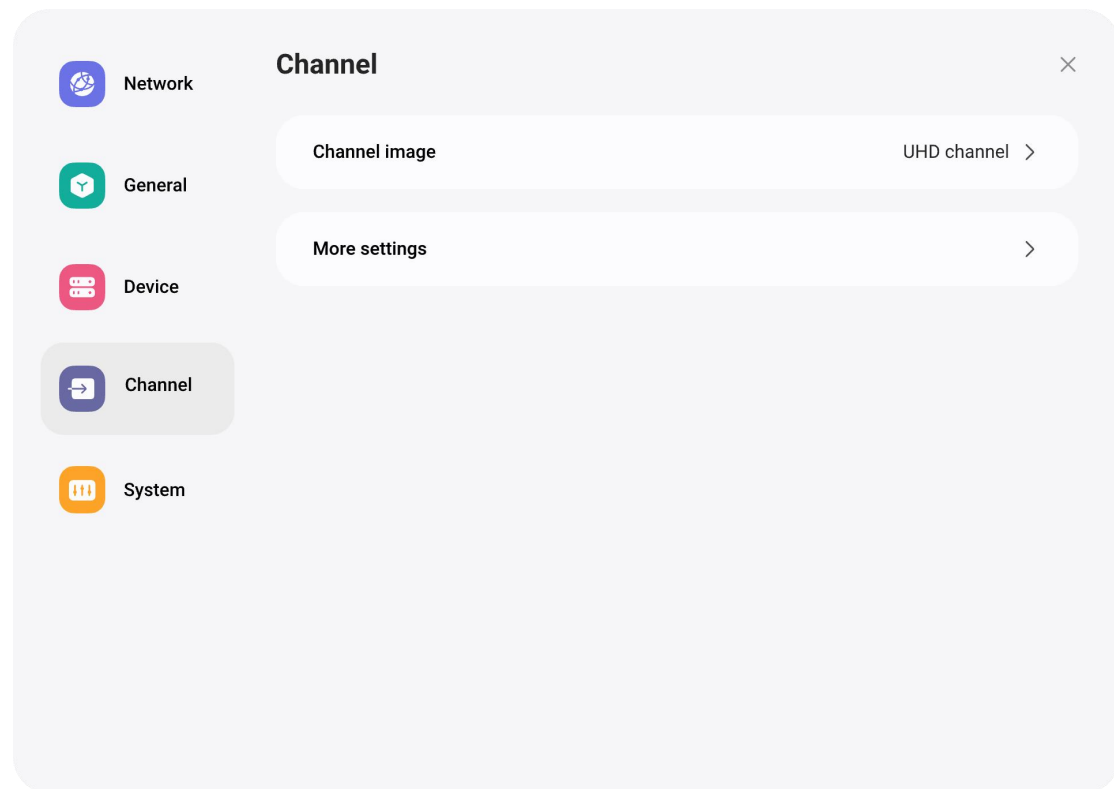 Network
General
Device
Channel
System
Channel
Channel image
UHD channel
More settings